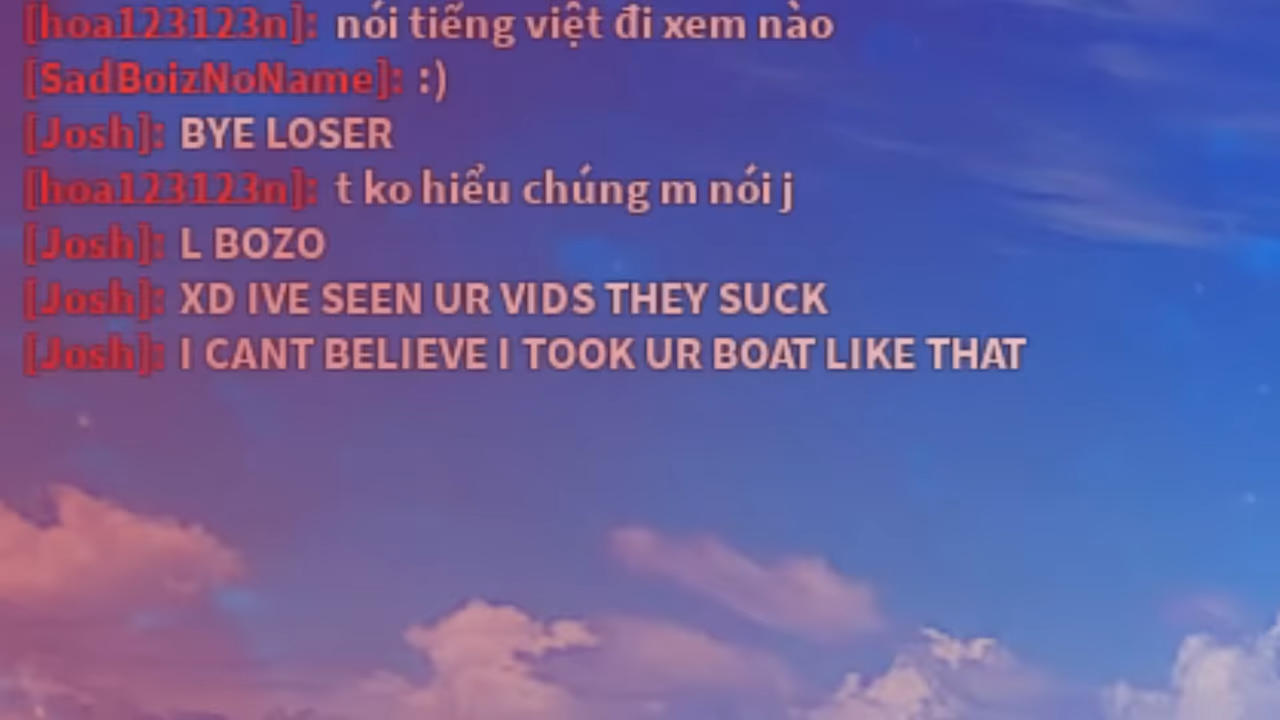 [hoa123123n]: nói tiếng việt đi xem nào
[SadBoizNoName]: :)
[Josh]: BYE LOSER
[hoa123123n]: t ko hiểu chúng m nói j
[Josh]: L BOZO
[Josh]: XD IVE SEEN UR VIDS THEY SUCK
[Josh]: I CANT BELIEVE I TOOK UR BOAT LIKE THAT